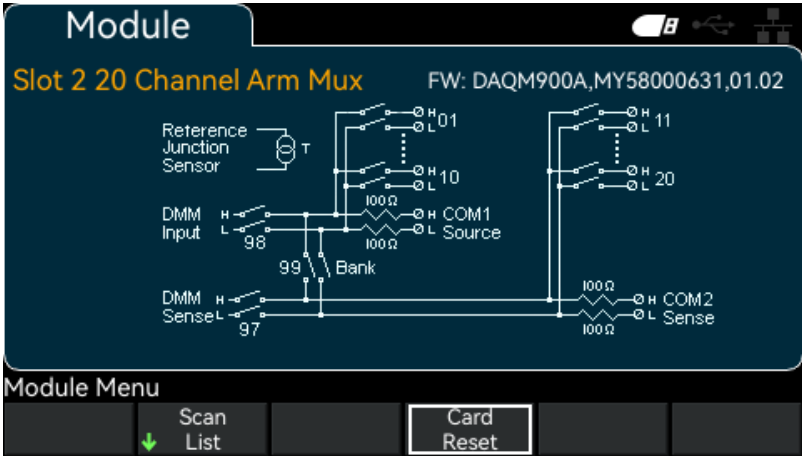 Module
8
Slot 2 20 Channel Arm Mux
FW: DAQM900A,MY58000631,01.02
Reference
Junction
Sensor
T
H
L
01
H
L
10
H
L
11
H
L
20
DMM H
Input L
98
100Ω
100Ω
H COM1
L Source
99
Bank
DMM H
Sense L
97
100Ω
100Ω
H COM2
L Sense
Module Menu
Scan
List
Card
Reset